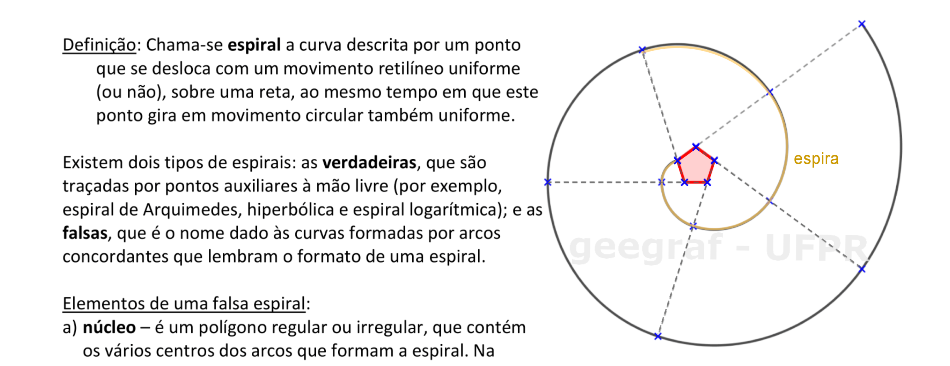 Definição: Chama-se espiral a curva descrita por um ponto
que se desloca com um movimento retilíneo uniforme
(ou não), sobre uma reta, ao mesmo tempo em que este
ponto gira em movimento circular também uniforme.
Existem dois tipos de espirais: as verdadeiras, que são
traçadas por pontos auxiliares à mão livre (por exemplo,
espiral de Arquimedes, hiperbólica e espiral logarítmica); e as
falsas, que é o nome dado às curvas formadas por arcos
concordantes que lembram o formato de uma espiral.
Elementos de uma falsa espiral:
a) núcleo – é um polígono regular ou irregular, que contém
os vários centros dos arcos que formam a espiral. Na
espira
geegraf - UFPR